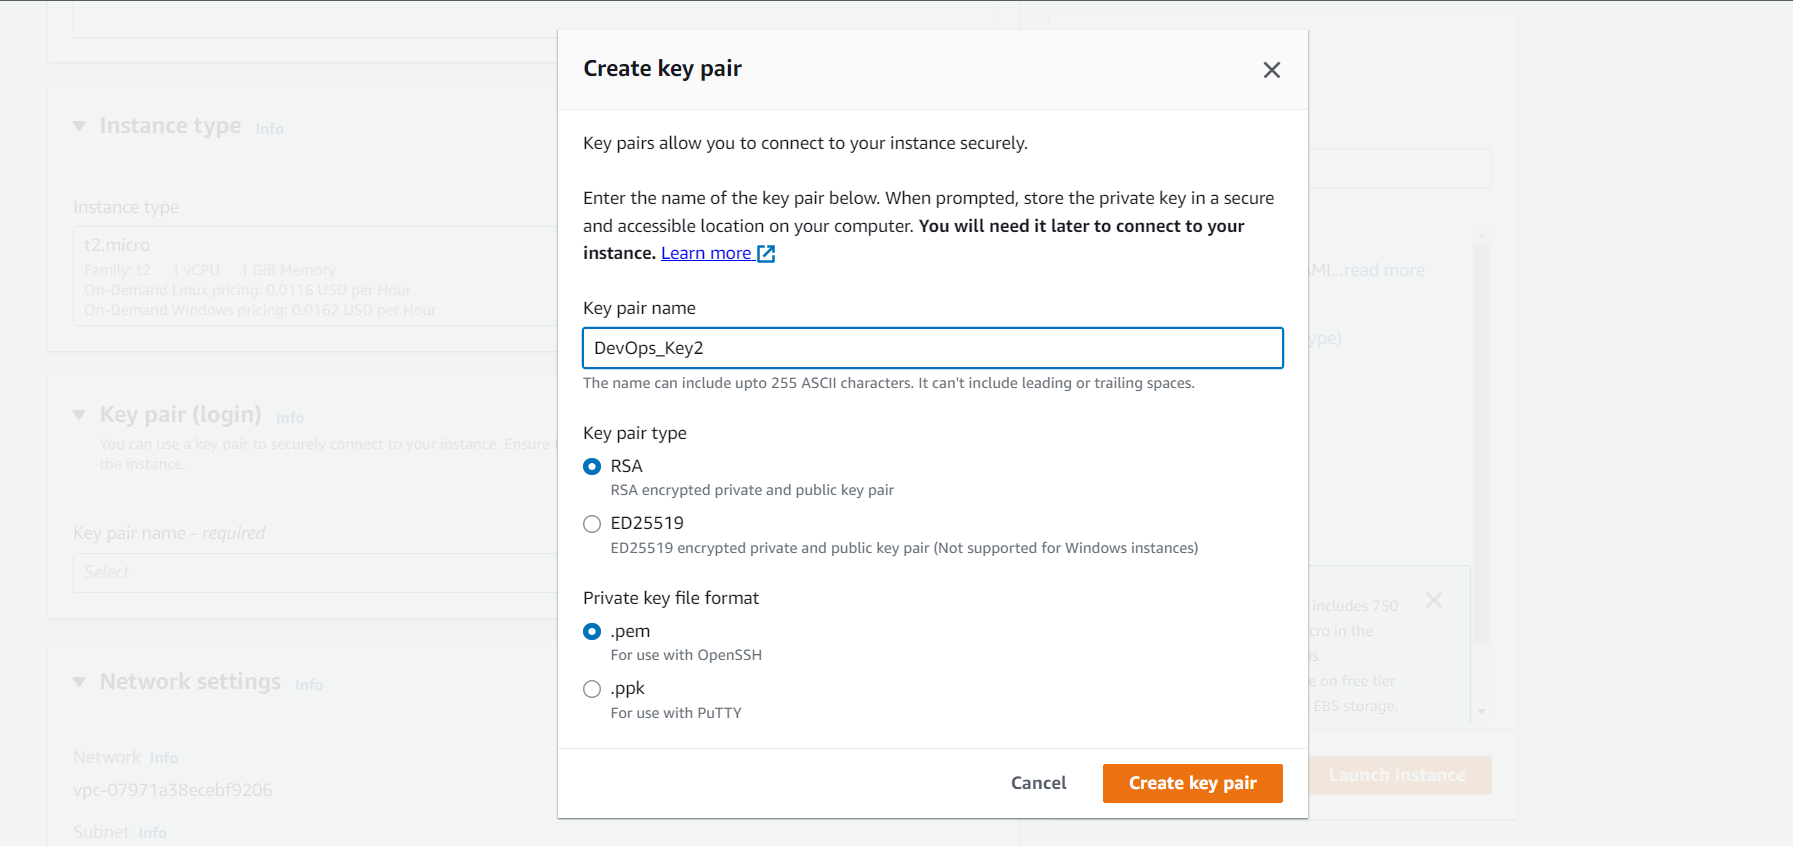 Create key pair
Key pairs allow you to connect to your instance securely.
Enter the name of the key pair below. When prompted, store the private key in a secure
and accessible location on your computer. You will need it later to connect to your
instance. Learn more
Key pair name
DevOps_Key2
The name can include upto 255 ASCII characters. It can't include leading or trailing spaces.
Key pair type
RSA
RSA encrypted private and public key pair
ED25519
ED25519 encrypted private and public key pair (Not supported for Windows instances)
Private key file format
.pem
For use with OpenSSH
.ppk
For use with PuTTY
Cancel
Create key pair
Instance type Info
Instance type
t2.micro
Family: t2 1 vCPU 1 GiB Memory
On-Demand Linux pricing: 0.0116 USD per Hour
On-Demand Windows pricing: 0.0162 USD per Hour
Key pair (login) Info
You can use a key pair to securely connect to your instance. Ensure
the instance.
Key pair name - required
Select
Network settings Info
Network Info
vpc-07971a38ecebf9206
Subnet Info
AMI...read more
ype)
includes 750
cro in the
is
e on free tier
EBS storage,
Launch instance